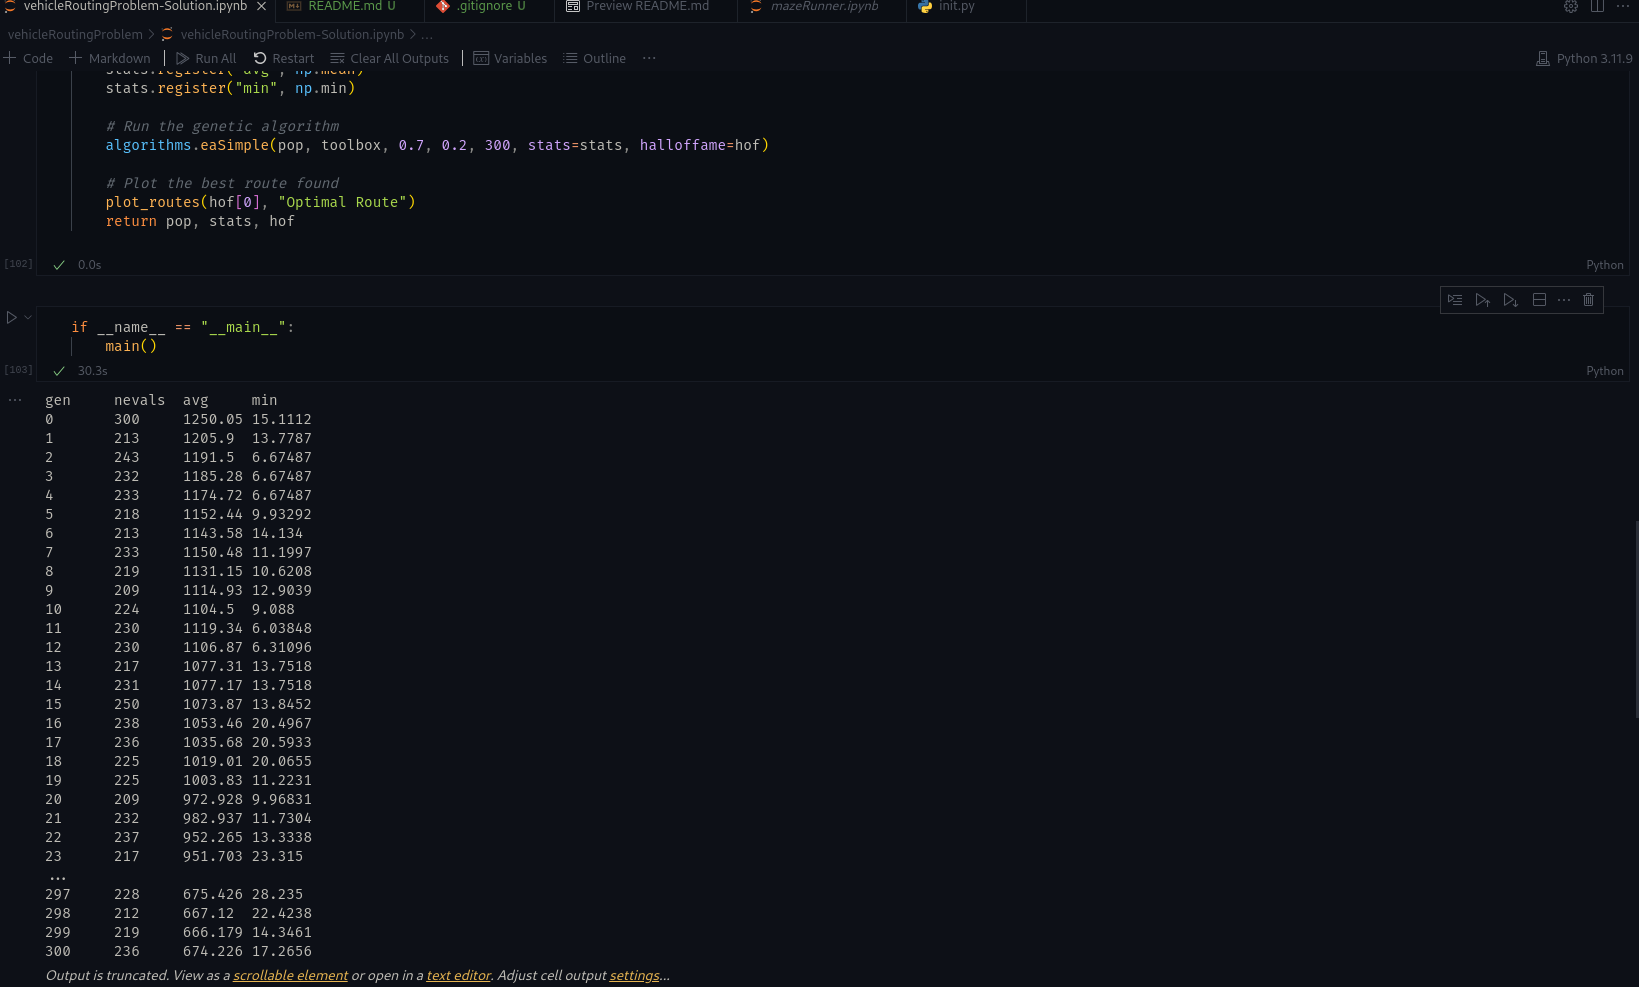 vehicleRoutingProblem-Solution.ipynb README.md U .gitignore U Preview README.md mazeRunner.ipynb init.py
vehicleRoutingProblem > vehicleRoutingProblem-Solution.ipynb > ...
+ Code + Markdown Run All Restart Clear All Outputs Variables Outline ... Python 3.11.9
stats.register("avg", np.mean)
stats.register("min", np.min)
# Run the genetic algorithm
algorithms.eaSimple(pop, toolbox, 0.7, 0.2, 300, stats=stats, halloffame=hof)
# Plot the best route found
plot_routes(hof[0], "Optimal Route")
return pop, stats, hof
[102] 0.0s Python
if __name__ == "__main__":
main()
[103] 30.3s Python
... gen nevals avg min
0 300 1250.05 15.1112
1 213 1205.9 13.7787
2 243 1191.5 6.67487
3 232 1185.28 6.67487
4 233 1174.72 6.67487
5 218 1152.44 9.93292
6 213 1143.58 14.134
7 233 1150.48 11.1997
8 219 1131.15 10.6208
9 209 1114.93 12.9039
10 224 1104.5 9.088
11 230 1119.34 6.03848
12 230 1106.87 6.31096
13 217 1077.31 13.7518
14 231 1077.17 13.7518
15 250 1073.87 13.8452
16 238 1053.46 20.4967
17 236 1035.68 20.5933
18 225 1019.01 20.0655
19 225 1003.83 11.2231
20 209 972.928 9.96831
21 232 982.937 11.7304
22 237 952.265 13.3338
23 217 951.703 23.315
...
297 228 675.426 28.235
298 212 667.12 22.4238
299 219 666.179 14.3461
300 236 674.226 17.2656
Output is truncated. View as a scrollable element or open in a text editor. Adjust cell output settings...